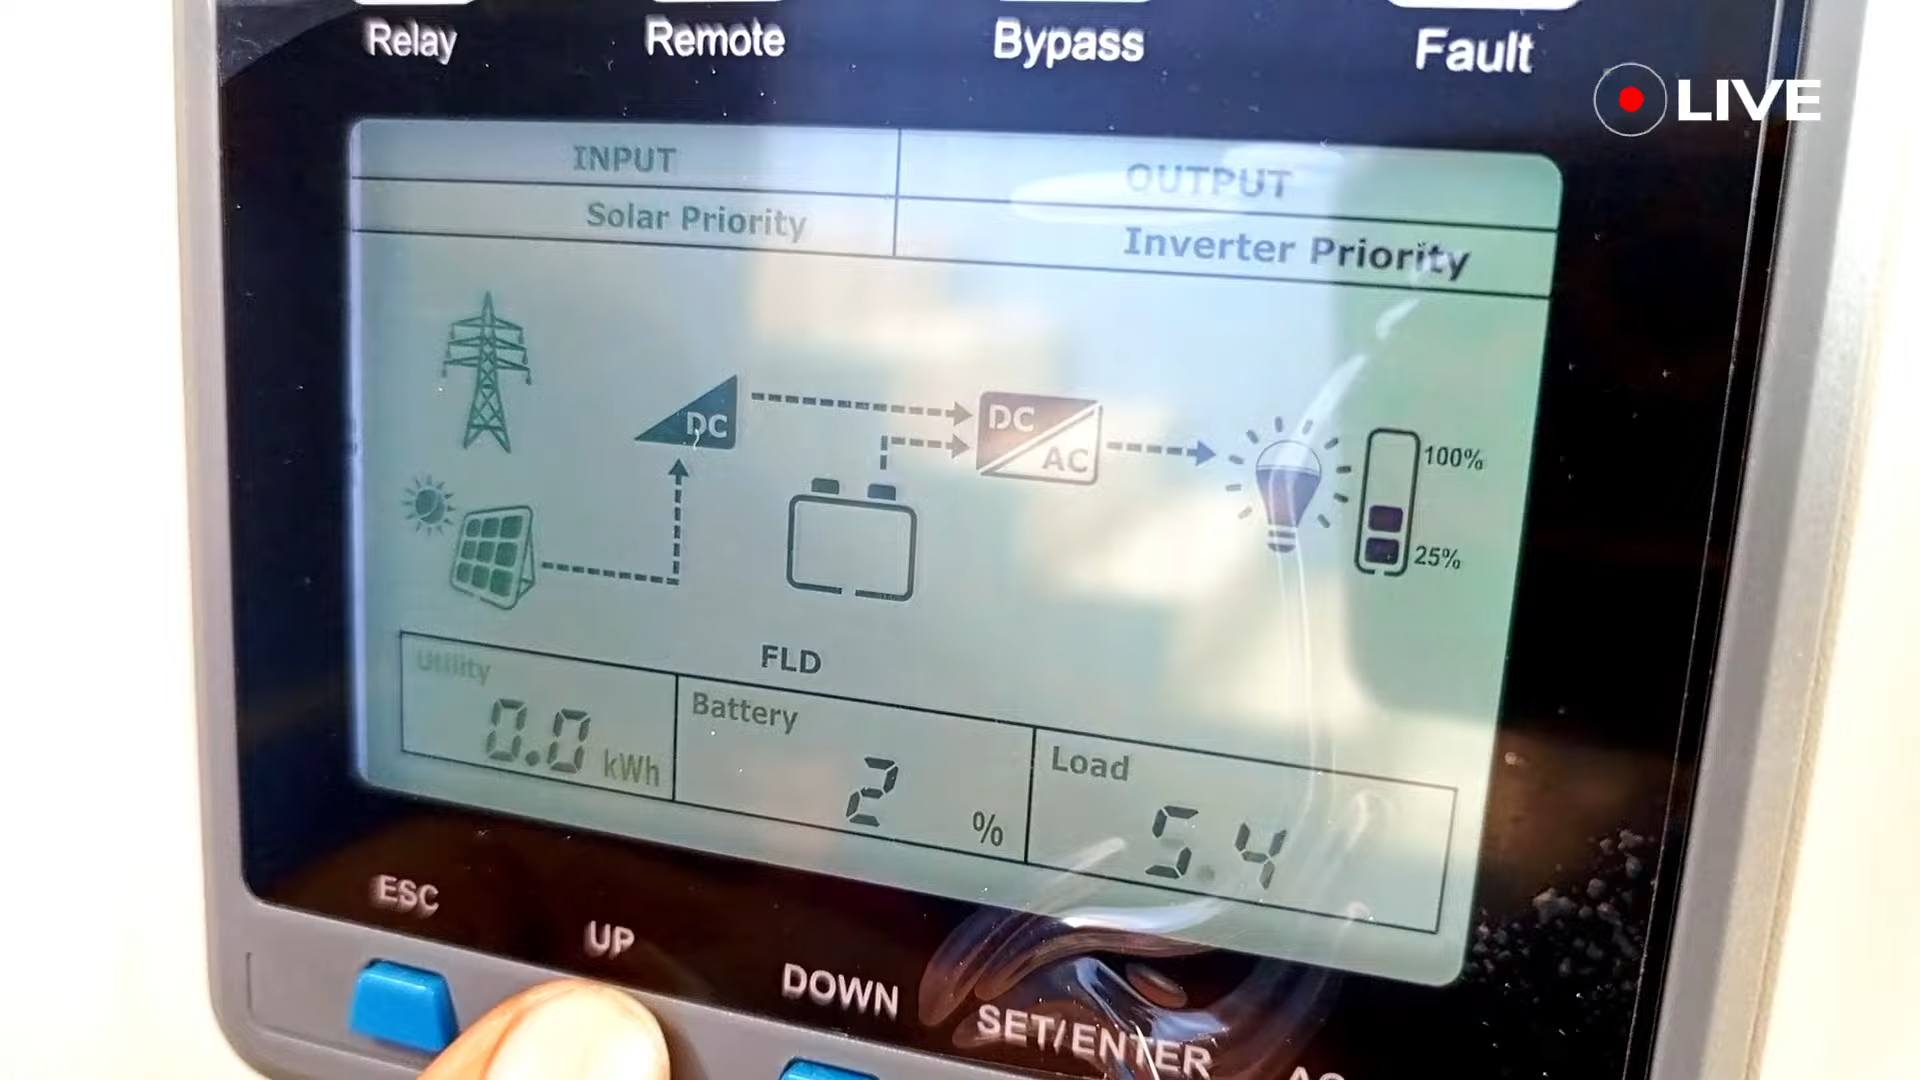 Relay Remote Bypass Fault
LIVE
INPUT OUTPUT
Solar Priority Inverter Priority
DC DC
AC
100%
25%
FLD
Utility Battery Load
0.0 kWh 2 % 5.4
ESC
UP
DOWN
SET/ENTER